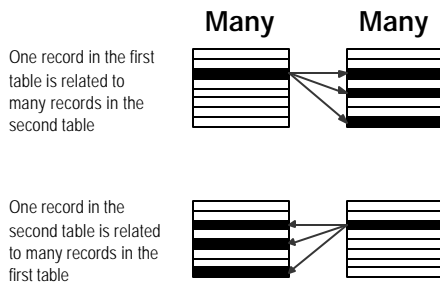 Many Many
One record in the first
table is related to
many records in the
second table
One record in the
second table is related
to many records in the
first table